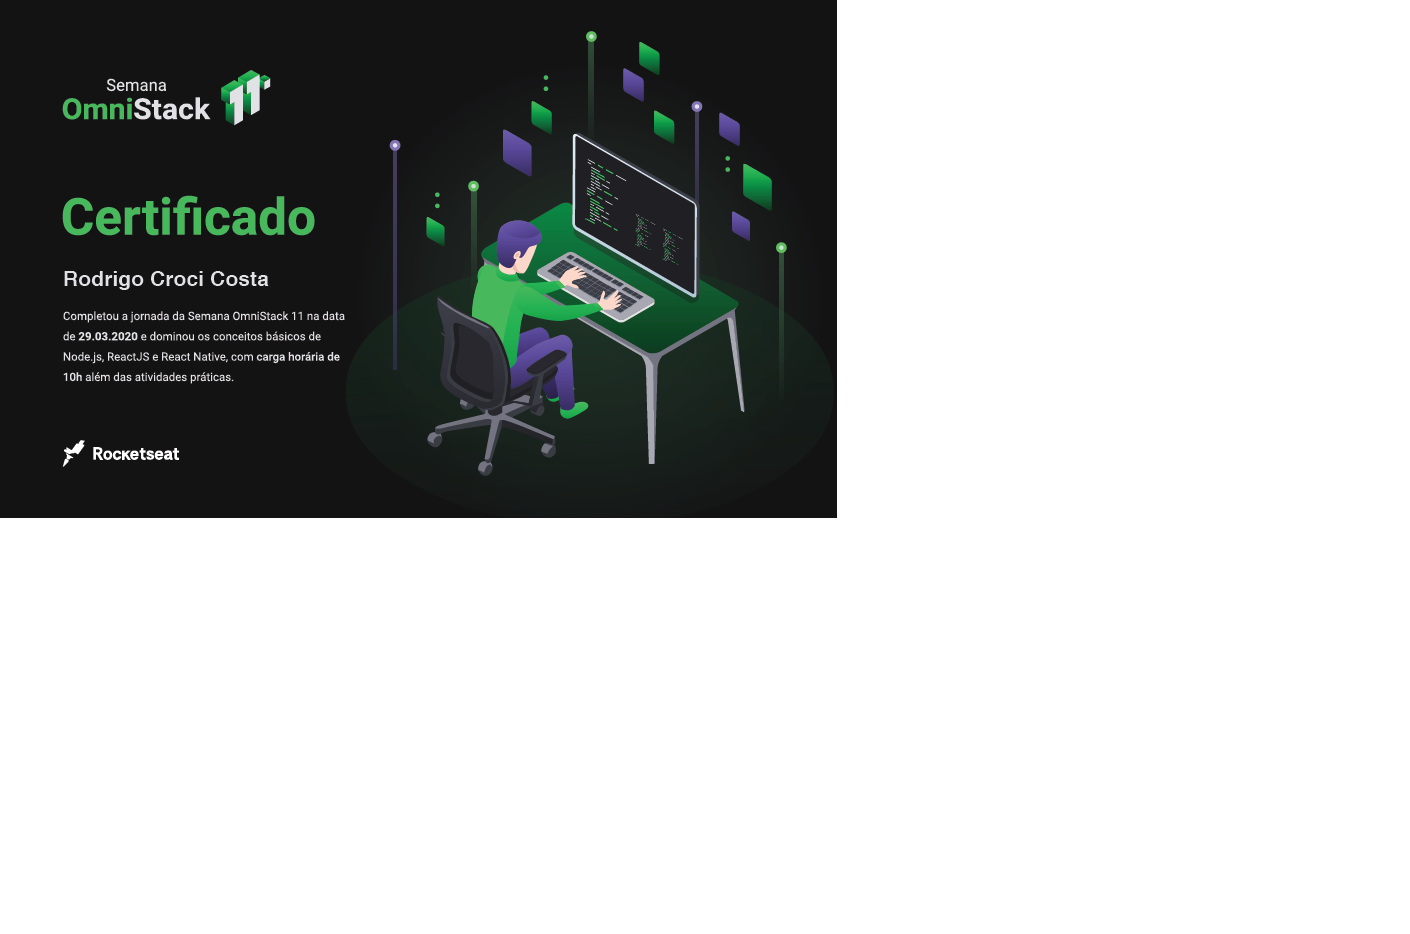 Semana
OmniStack 11
Certificado
Rodrigo Croci Costa
Completou a jornada da Semana OmniStack 11 na data
de 29.03.2020 e dominou os conceitos básicos de
Node.js, ReactJS e React Native, com carga horária de
10h além das atividades práticas.
Rocketseat